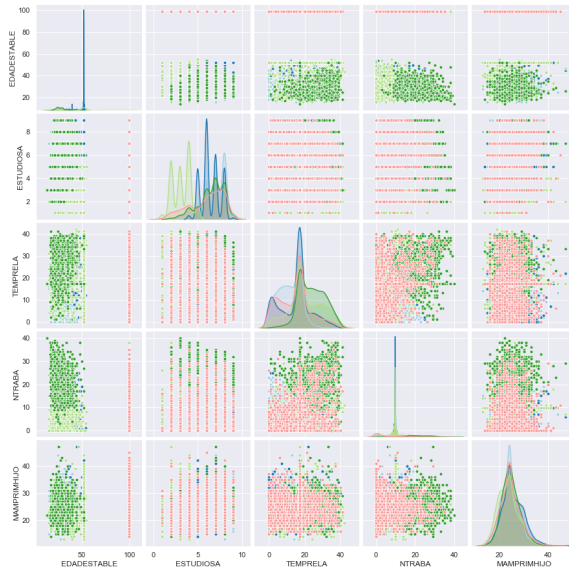 100
80
60
40
20
EDADESTABLE
8
6
4
2
ESTUDIOSA
40
30
20
10
0
TEMPRELA
40
30
20
10
0
NTRABA
40
30
20
MAMPRIMHIJO
50 100
EDADESTABLE
0 5 10
ESTUDIOSA
0 20 40
TEMPRELA
0 20 40
NTRABA
20 40
MAMPRIMHIJO